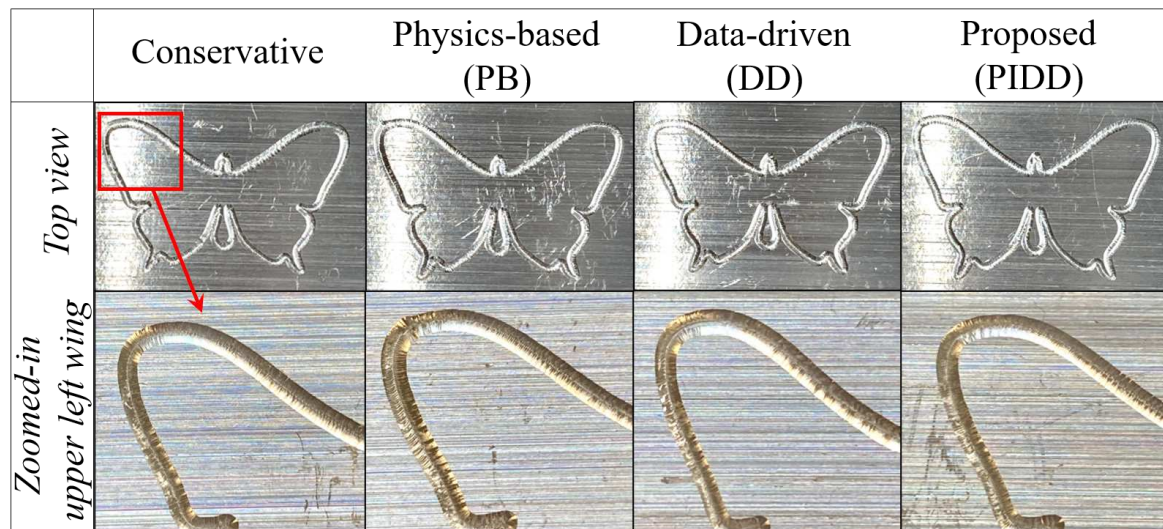 Conservative
Physics-based
(PB)
Data-driven
(DD)
Proposed
(PIDD)
Top view
Zoomed-in
upper left wing